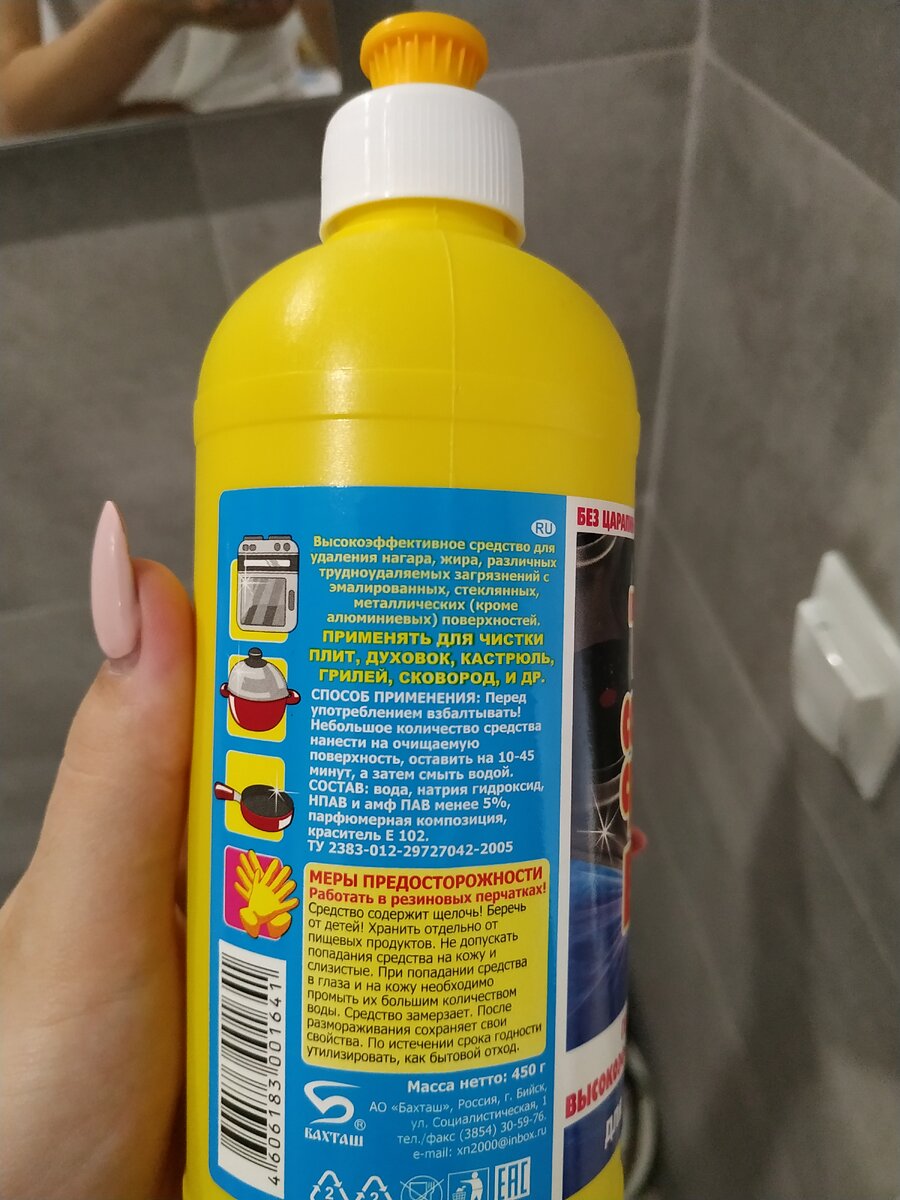 RU
Высокоэффективное средство для
удаления нагара, жира, различных
трудноудаляемых загрязнений с
эмалированных, стеклянных,
металлических (кроме
алюминиевых) поверхностей.
ПРИМЕНЯТЬ ДЛЯ ЧИСТКИ
ПЛИТ, ДУХОВОК, КАСТРЮЛЬ,
ГРИЛЕЙ, СКОВОРОД, И ДР.
СПОСОБ ПРИМЕНЕНИЯ: Перед
употреблением взбалтывать!
Небольшое количество средства
нанести на очищаемую
поверхность, оставить на 10-45
минут, а затем смыть водой.
СОСТАВ: вода, натрия гидроксид,
НПАВ и амф ПАВ менее 5%,
парфюмерная композиция,
краситель Е 102.
ТУ 2383-012-29727042-2005
МЕРЫ ПРЕДОСТОРОЖНОСТИ
Работать в резиновых перчатках!
Средство содержит щелочь! Беречь
от детей! Хранить отдельно от
пищевых продуктов. Не допускать
попадания средства на кожу и
слизистые. При попадании средства
в глаза и на кожу необходимо
промыть их большим количеством
воды. Средство замерзает. После
размораживания сохраняет свои
свойства. По истечении срока годности
утилизировать, как бытовой отход.
Масса нетто: 450 г
АО «Бахташ», Россия, г. Бийск,
ул. Социалистическая, 1
тел./факс (3854) 30-59-76.
e-mail: xn2000@inbox.ru
БАХТАШ ®
4 606183 001641
2 2 EAC
БЕЗ ЦАРАПИ
ВЫСОКО